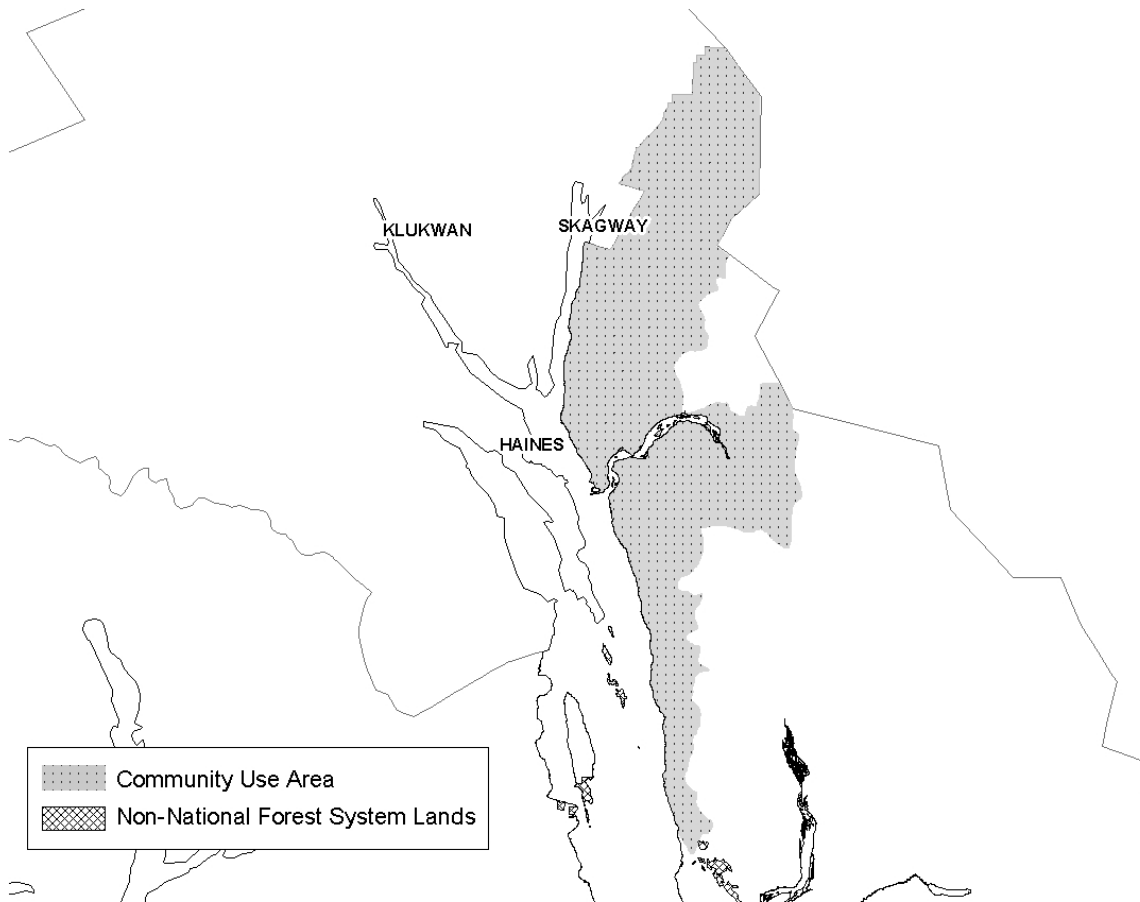 KLUKWAN
SKAGWAY
HAINES
Community Use Area
Non-National Forest System Lands